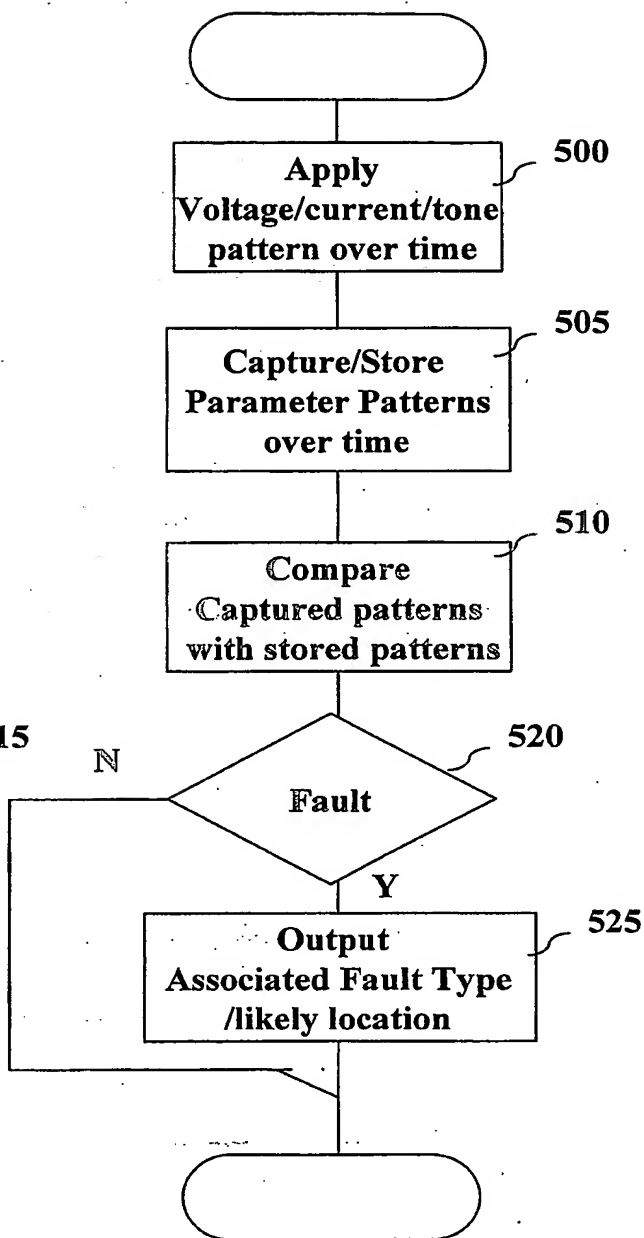 500
Apply
Voltage/current/tone
pattern over time
505
Capture/Store
Parameter Patterns
over time
510
Compare
Captured patterns
with stored patterns
15
N
520
Fault
Y
525
Output
Associated Fault Type
/likely location